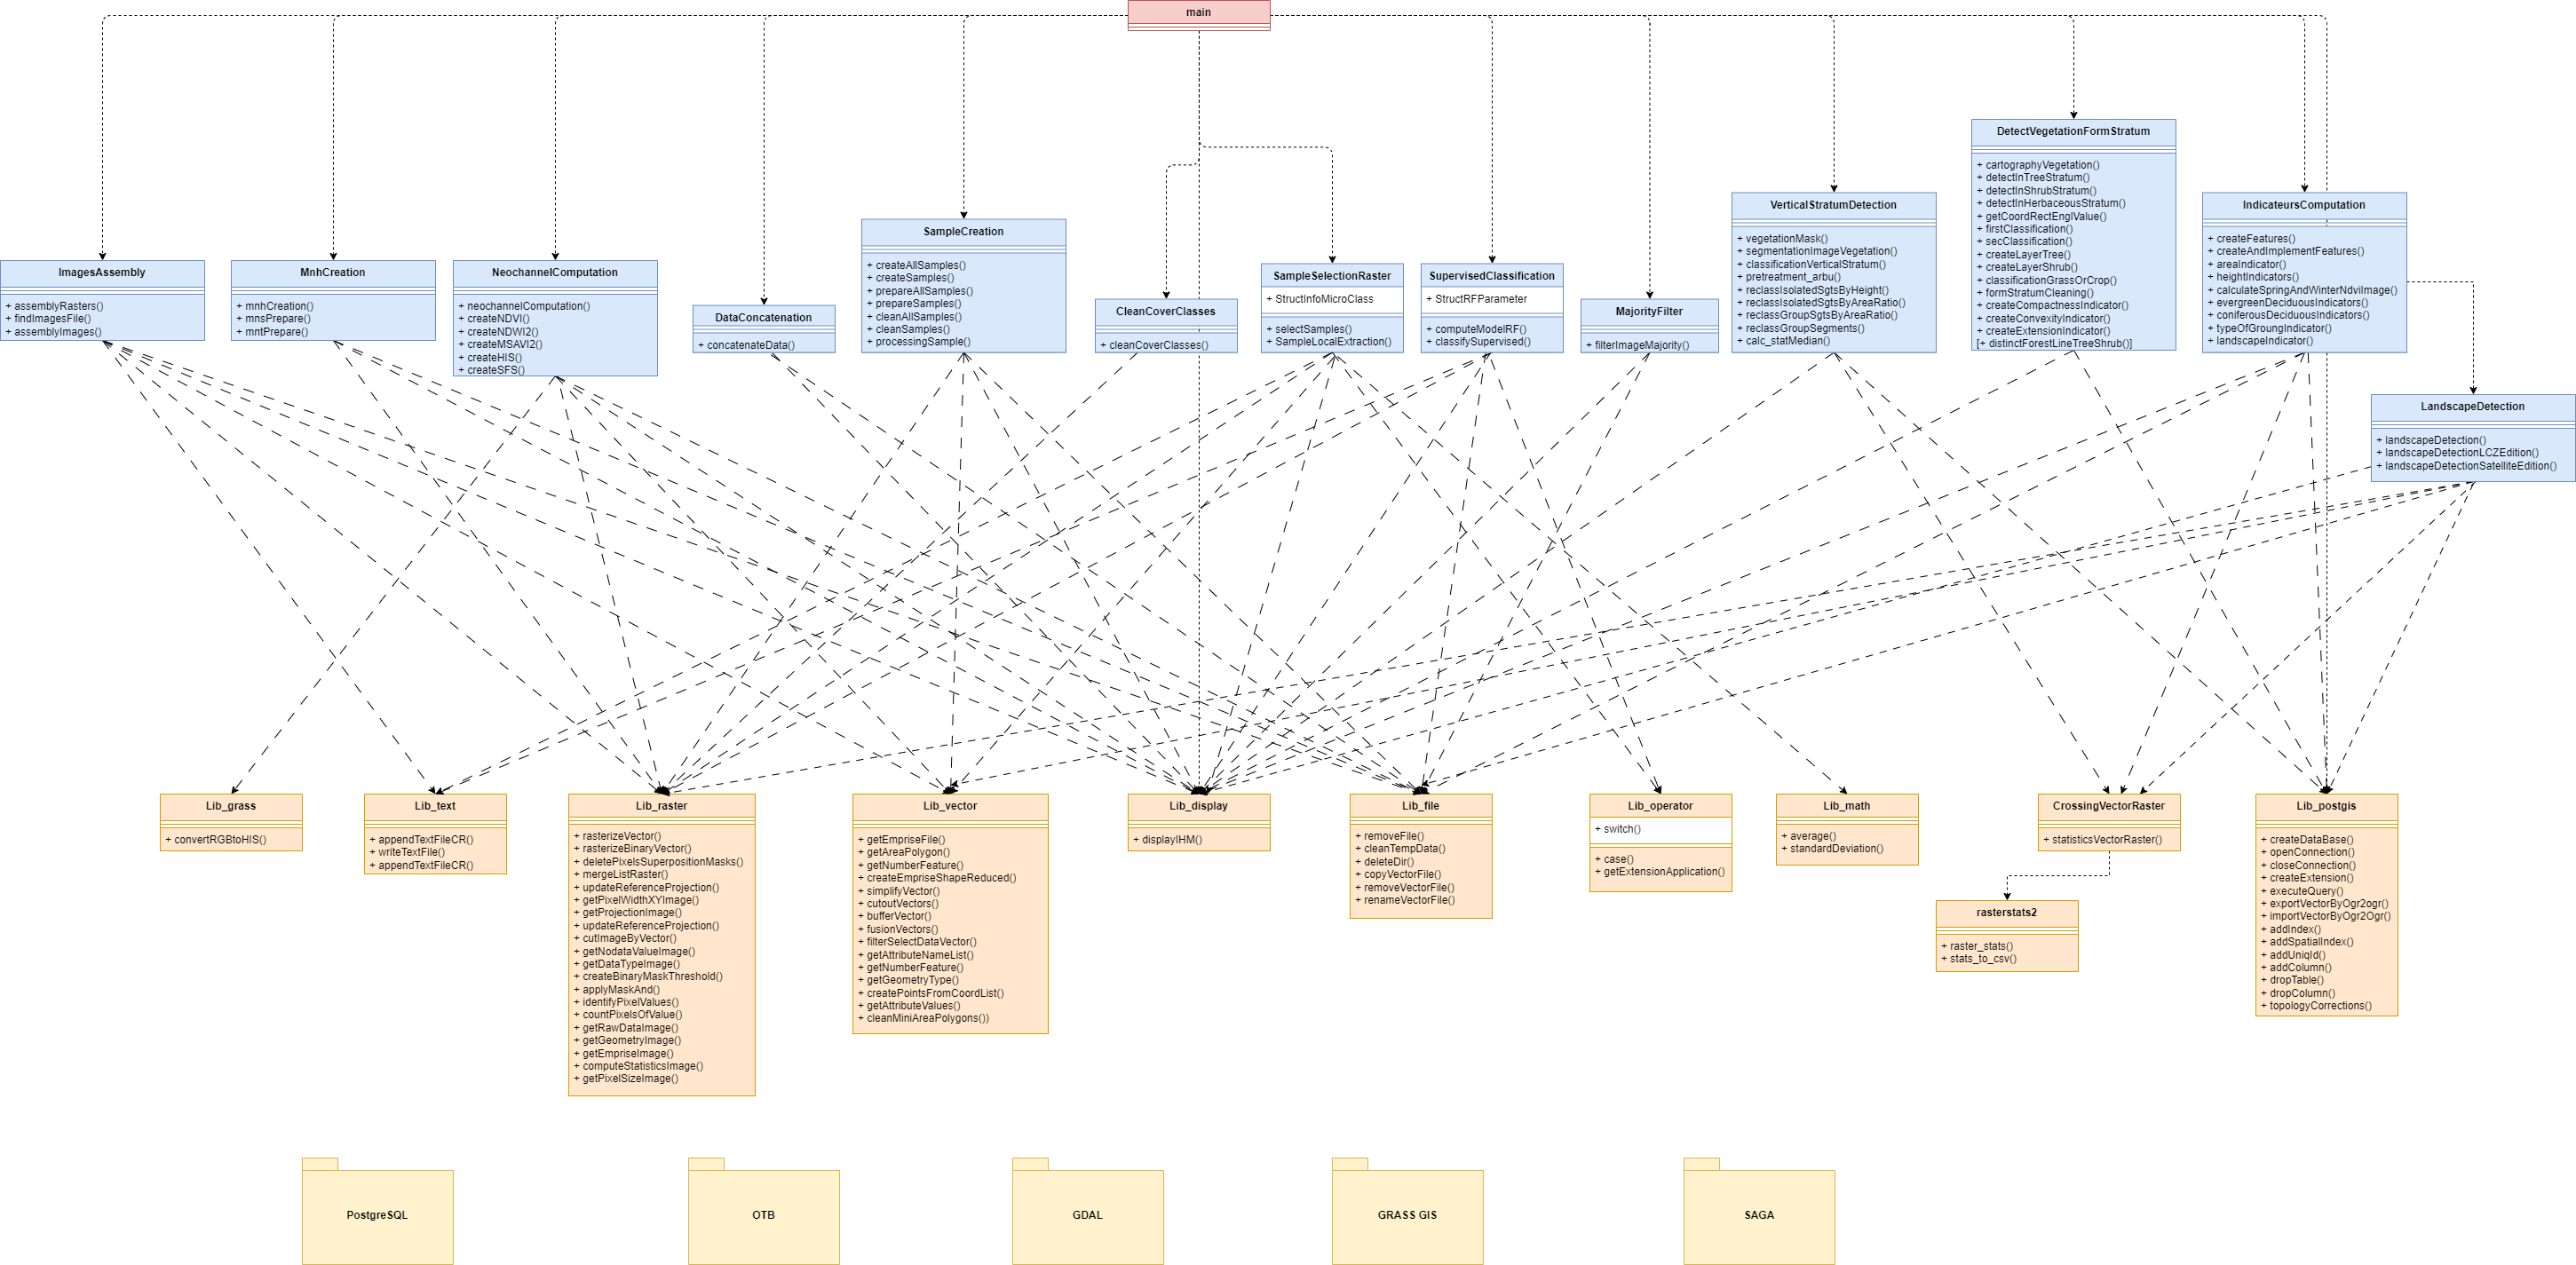 main
ImagesAssembly
+ assemblyRasters()
+ findImagesFile()
+ assemblyImages()
MnhCreation
+ mnhCreation()
+ mnsPrepare()
+ mntPrepare()
NeochannelComputation
+ neochannelComputation()
+ createNDVI()
+ createNDWI2()
+ createMSAVI2()
+ createHIS()
+ createSFS()
DataConcatenation
+ concatenateData()
SampleCreation
+ createAllSamples()
+ createSamples()
+ prepareAllSamples()
+ prepareSamples()
+ cleanAllSamples()
+ cleanSamples()
+ processingSample()
CleanCoverClasses
+ cleanCoverClasses()
SampleSelectionRaster
+ StructInfoMicroClass
+ selectSamples()
+ SampleLocalExtraction()
SupervisedClassification
+ StructRFParameter
+ computeModelRF()
+ classifySupervised()
MajorityFilter
+ filterImageMajority()
VerticalStratumDetection
+ vegetationMask()
+ segmentationImageVegetation()
+ classificationVerticalStratum()
+ pretreatment_arbu()
+ reclassIsolatedSgtsByHeight()
+ reclassIsolatedSgtsByAreaRatio()
+ reclassGroupSgtsByAreaRatio()
+ reclassGroupSegments()
+ calc_statMedian()
DetectVegetationFormStratum
+ cartographyVegetation()
+ detectInTreeStratum()
+ detectInShrubStratum()
+ detectInHerbaceousStratum()
+ getCoordRectEnglValue()
+ firstClassification()
+ secClassification()
+ createLayerTree()
+ createLayerShrub()
+ classificationGrassOrCrop()
+ formStratumCleaning()
+ createCompactnessIndicator()
+ createConvexityIndicator()
+ createExtensionIndicator()
[+ distinctForestLineTreeShrub()]
IndicateursComputation
+ createFeatures()
+ createAndImplementFeatures()
+ areaIndicator()
+ heightIndicators()
+ calculateSpringAndWinterNdviImage()
+ evergreenDeciduousIndicators()
+ coniferousDeciduousIndicators()
+ typeOfGroungIndicator()
+ landscapeIndicator()
LandscapeDetection
+ landscapeDetection()
+ landscapeDetectionLCZEdition()
+ landscapeDetectionSatelliteEdition()
Lib_grass
+ convertRGBtoHIS()
Lib_text
+ appendTextFileCR()
+ writeTextFile()
+ appendTextFileCR()
Lib_raster
+ rasterizeVector()
+ rasterizeBinaryVector()
+ deletePixelsSuperpositionMasks()
+ mergeListRaster()
+ updateReferenceProjection()
+ getPixelWidthXYImage()
+ getProjectionImage()
+ updateReferenceProjection()
+ cutImageByVector()
+ getNodataValueImage()
+ getDataTypeImage()
+ createBinaryMaskThreshold()
+ applyMaskAnd()
+ identifyPixelValues()
+ countPixelsOfValue()
+ getRawDataImage()
+ getGeometryImage()
+ getEmpriseImage()
+ computeStatisticsImage()
+ getPixelSizeImage()
Lib_vector
+ getEmpriseFile()
+ getAreaPolygon()
+ getNumberFeature()
+ createEmpriseShapeReduced()
+ simplifyVector()
+ cutoutVectors()
+ bufferVector()
+ fusionVectors()
+ filterSelectDataVector()
+ getAttributeNameList()
+ getNumberFeature()
+ getGeometryType()
+ createPointsFromCoordList()
+ getAttributeValues()
+ cleanMiniAreaPolygons())
Lib_display
+ displayIHM()
Lib_file
+ removeFile()
+ cleanTempData()
+ deleteDir()
+ copyVectorFile()
+ removeVectorFile()
+ renameVectorFile()
Lib_operator
+ switch()
+ case()
+ getExtensionApplication()
Lib_math
+ average()
+ standardDeviation()
CrossingVectorRaster
+ statisticsVectorRaster()
rasterstats2
+ raster_stats()
+ stats_to_csv()
Lib_postgis
+ createDataBase()
+ openConnection()
+ closeConnection()
+ createExtension()
+ executeQuery()
+ exportVectorByOgr2ogr()
+ importVectorByOgr2Ogr()
+ addIndex()
+ addSpatialIndex()
+ addUniqId()
+ addColumn()
+ dropTable()
+ dropColumn()
+ topologyCorrections()
PostgreSQL
OTB
GDAL
GRASS GIS
SAGA